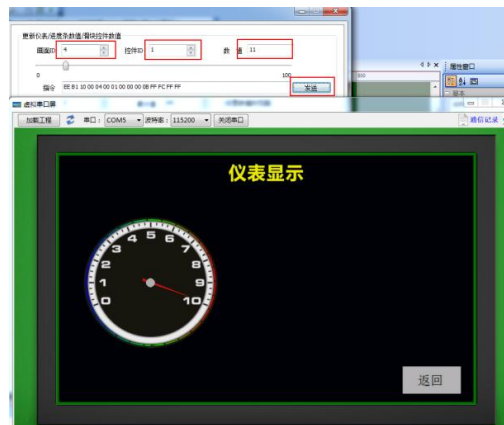 更新仪表/进度条数值/滑块控件数值
画面ID 4 控件ID 1 数 值 11
0 100
指令 EE B1 10 00 04 00 01 00 00 00 0B FF FC FF FF 发送
属性窗口
基本
虚拟串口屏
加载工程 串口: COM5 波特率: 115200 关闭串口 通信记录
仪表显示
0 1 2 3 4 5 6 7 8 9 10
返回